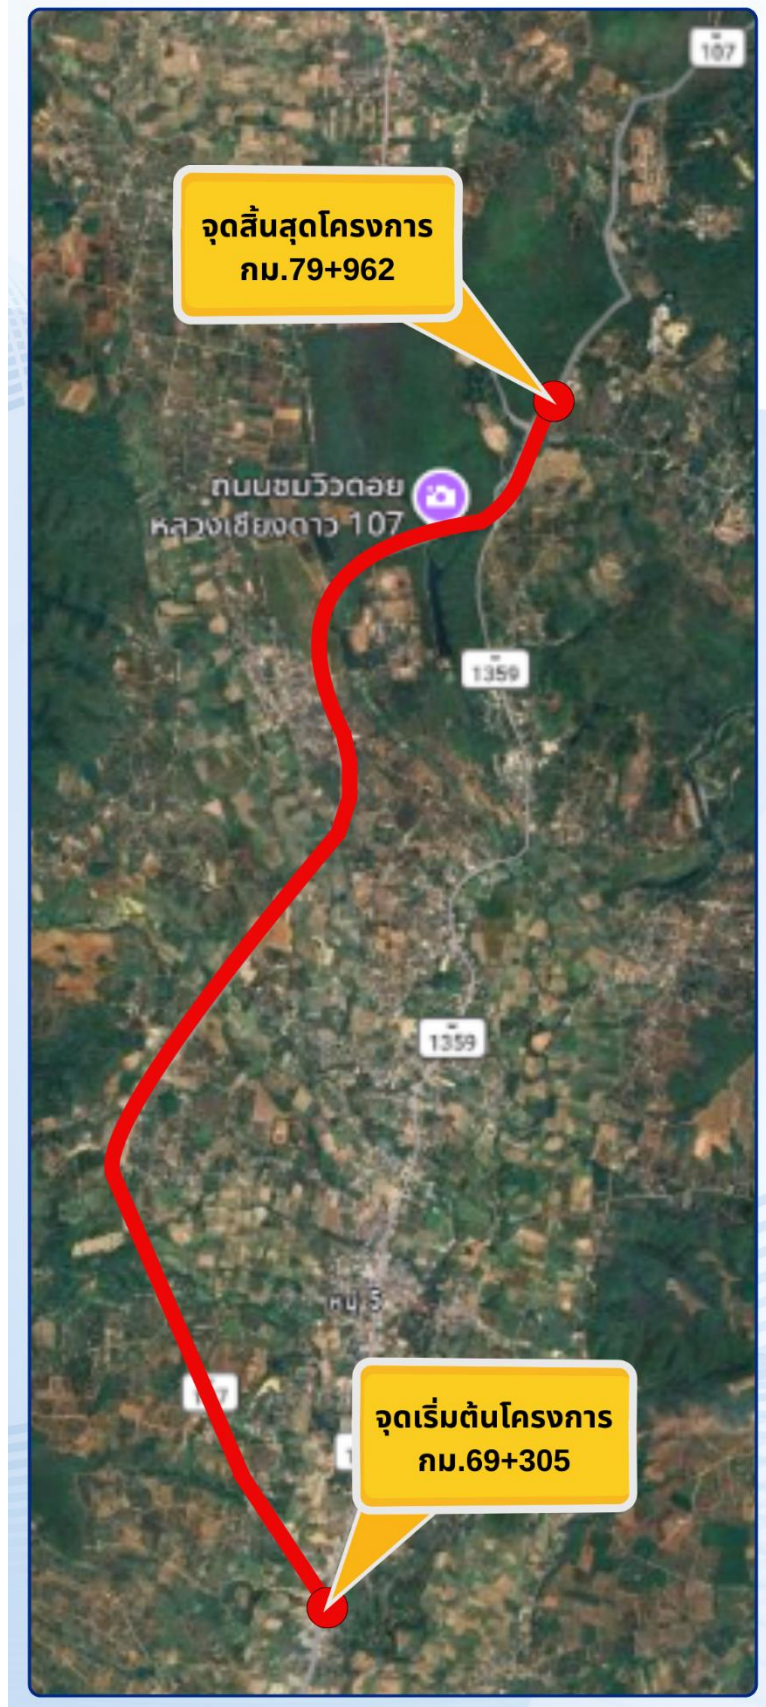 107
จุดสิ้นสุดโครงการ
กม.79+962
ถนนชมวิวดอย
หลวงเชียงดาว 107
1359
1359
หมู่ 5
จุดเริ่มต้นโครงการ
กม.69+305